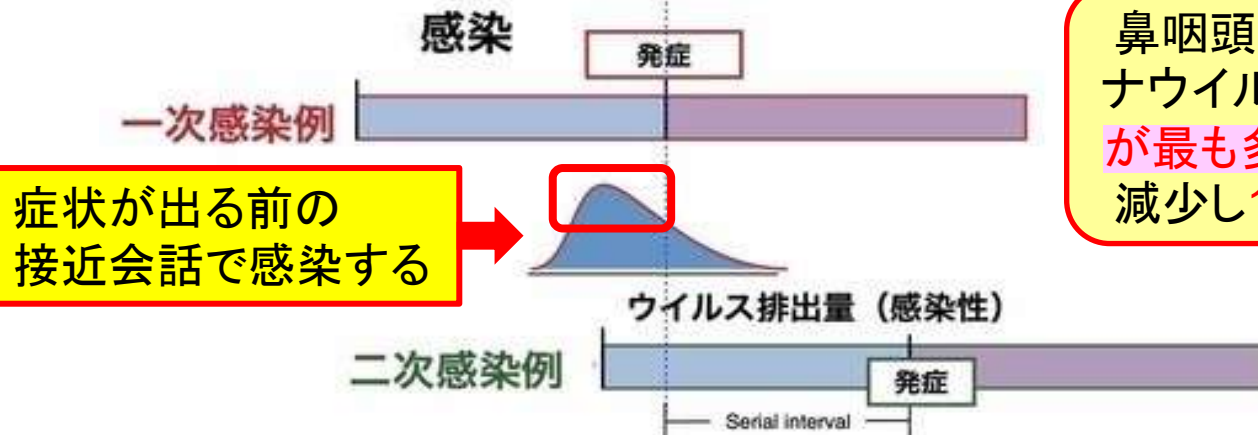 感染
発症
一次感染例
鼻咽頭
ナウイル
が最も
減少し
症状が出る前の
接近会話で感染する
ウイルス排出量（感染性）
二次感染例
発症
Serial interval